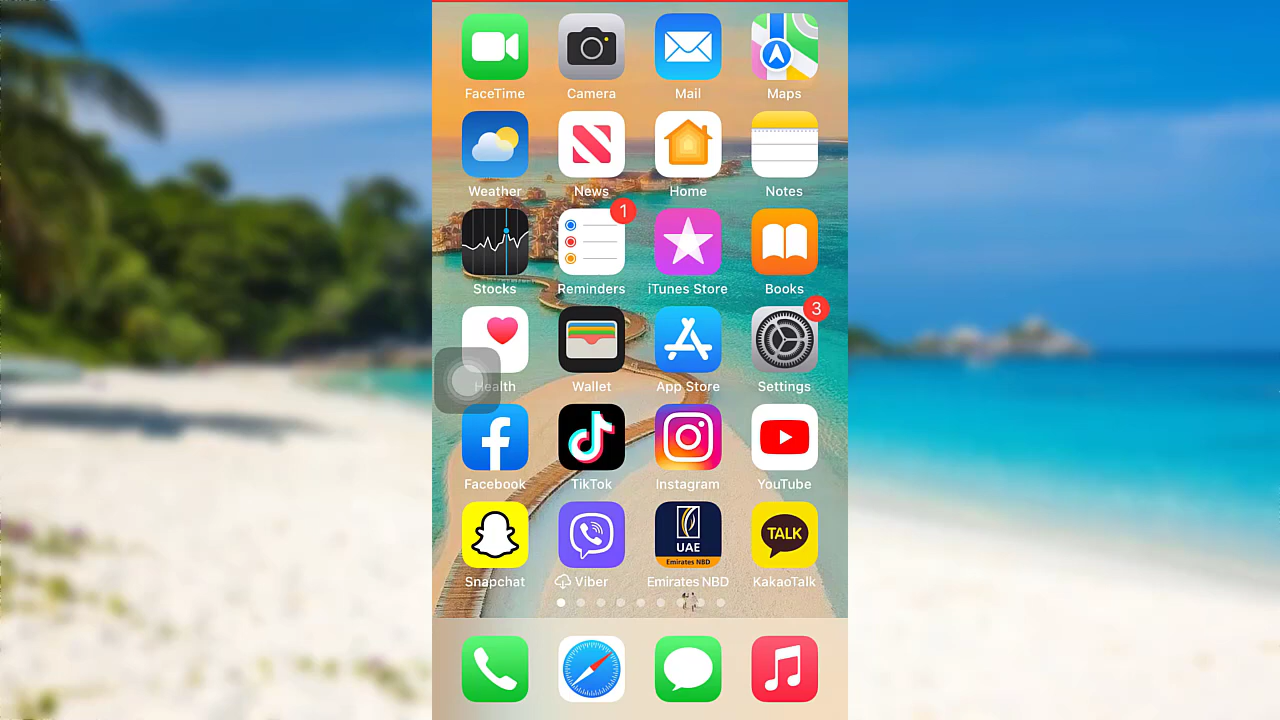 FaceTime Camera Mail Maps
Weather News Home Notes
1
Stocks Reminders iTunes Store Books
3
Health Wallet App Store Settings
Facebook TikTok Instagram YouTube
UAE
Emirates NBD
TALK
Snapchat Viber Emirates NBD KakaoTalk